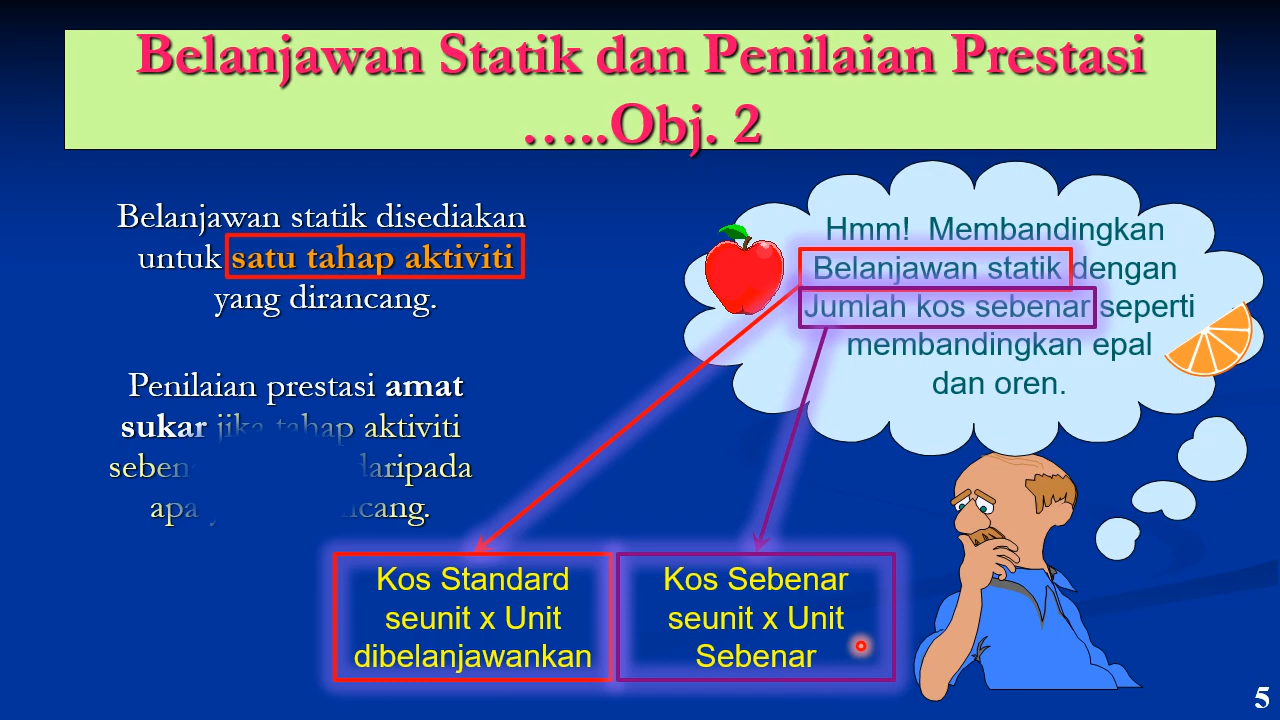 Belanjawan Statik dan Penilaian Prestasi
.....Obj. 2
Belanjawan statik disediakan
untuk satu tahap aktiviti
yang dirancang.
Penilaian prestasi amat
sukar jika tahap aktiviti
daripada
Hmm! Membandingkan
Belanjawan statik dengan
Jumlah kos sebenar seperti
membandingkan epal
dan oren.
Kos Standard
seunit x Unit
dibelanjawankan
Kos Sebenar
seunit x Unit
Sebenar
5